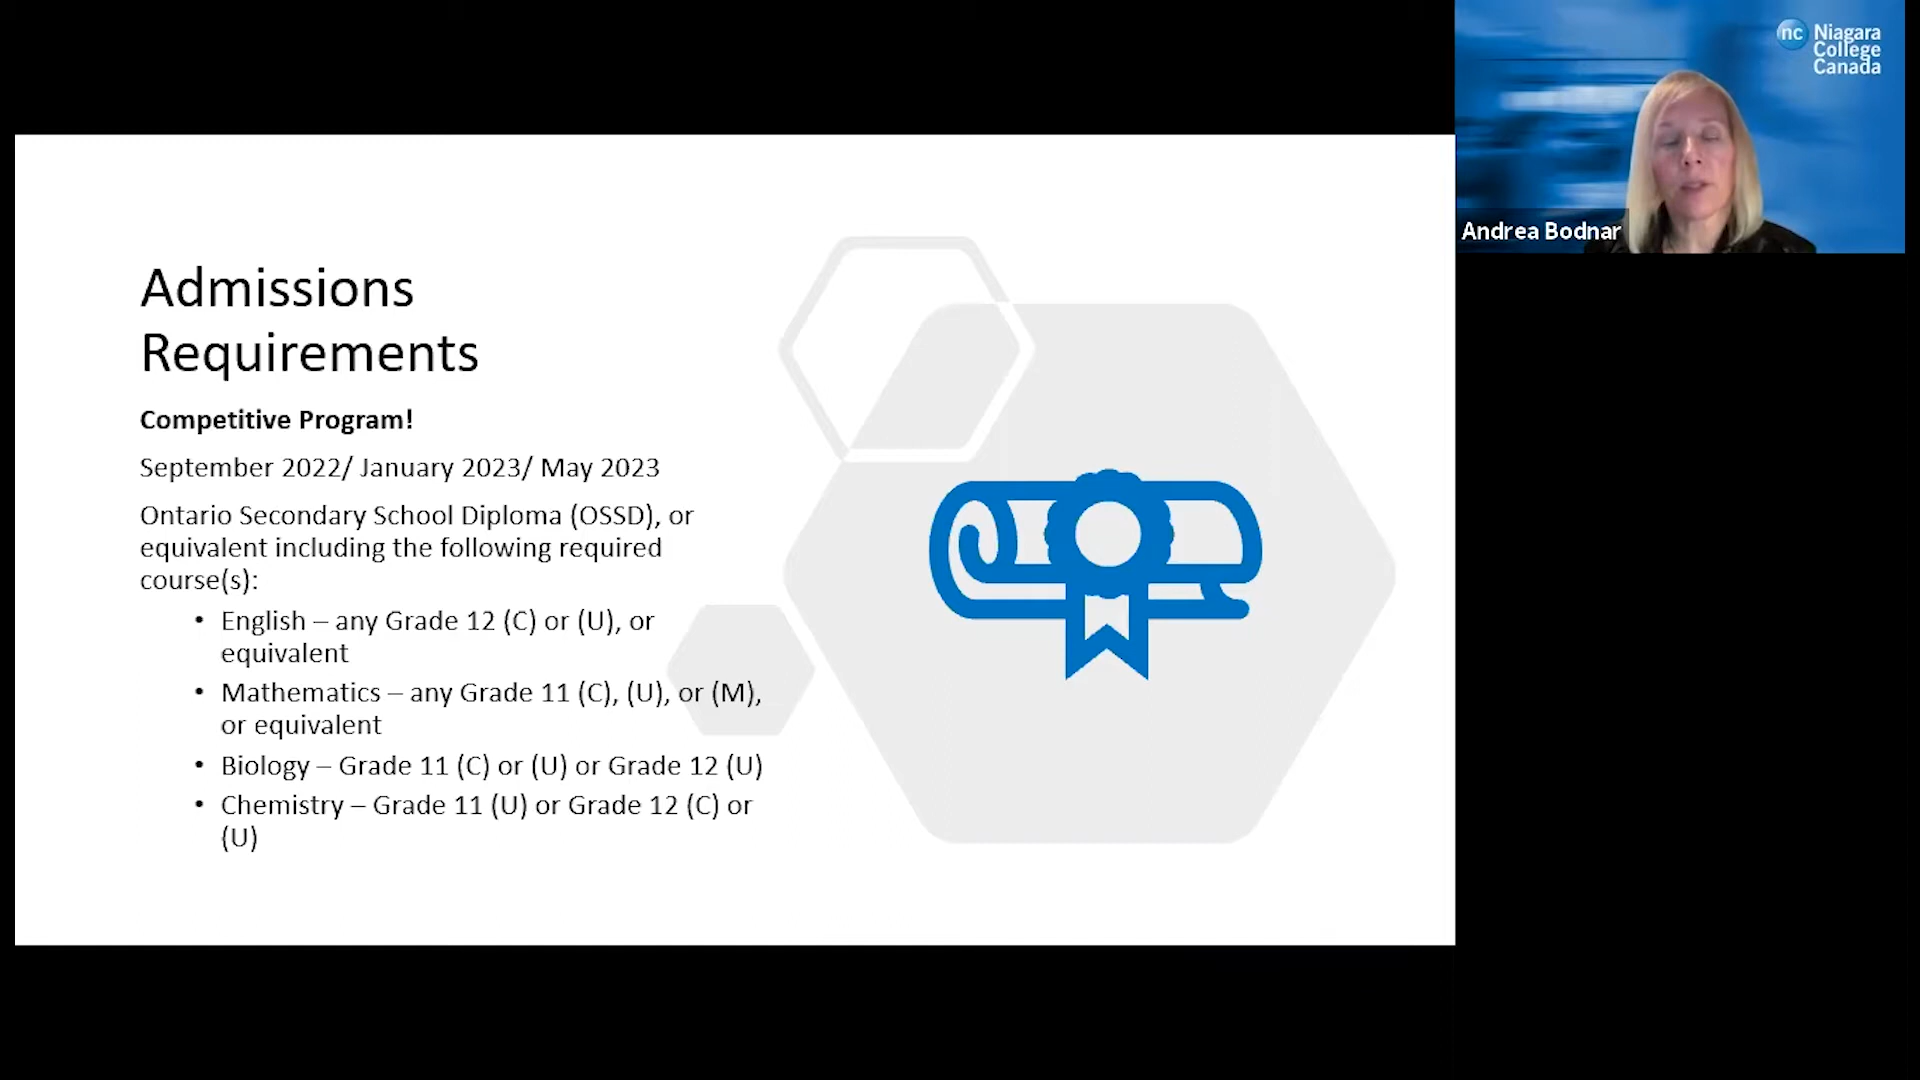 nc Niagara
College
Canada
Andrea Bodnar
Admissions
Requirements
Competitive Program!
September 2022/ January 2023/ May 2023
Ontario Secondary School Diploma (OSSD), or
equivalent including the following required
course(s):
• English – any Grade 12 (C) or (U), or
equivalent
• Mathematics – any Grade 11 (C), (U), or (M),
or equivalent
• Biology – Grade 11 (C) or (U) or Grade 12 (U)
• Chemistry – Grade 11 (U) or Grade 12 (C) or
(U)